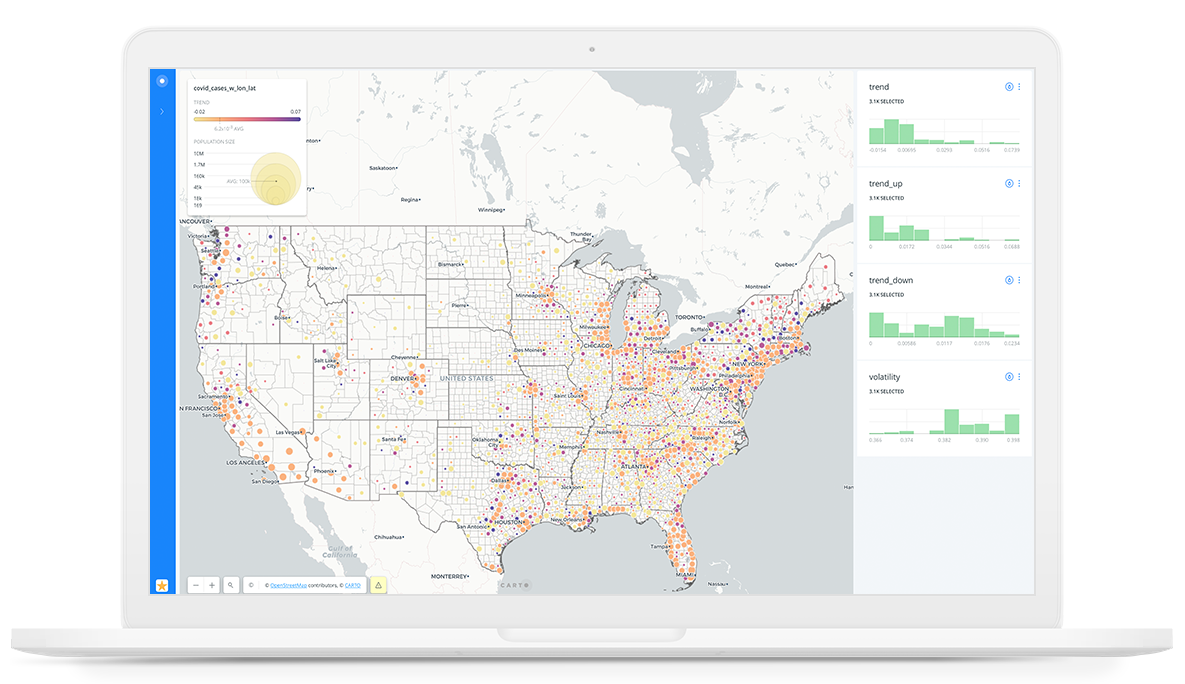 covid_cases_w_lon_lat
TREND
-0.02 0.07
AVG.
POPULATION SIZE
10M
1.7M
AVG. 100k
45k
18k
169
Saskatoon
Regina
Winnipeg
Thunder
Bay
Quebec
Montreal
VANCOUVER
Victoria
Seattle
Portland
Helena
Bismarck
Boise
Pierre
Minneapolis
Milwaukee
CHICAGO
Detroit
TORONTO
Buffalo
Boston
Cleveland
NEW YORK
Pittsburgh
Philadelphia
Salt Lake
City
Cheyenne
DENVER
UNITED STATES
Des Moines
Saint Louis
Cincinnati
WASHINGTON
D.C.
Norfolk
Sacramento
N FRANCISCO
San Jose
Las Vegas
LOS ANGELES
San Diego
Phoenix
Santa Fe
Oklahoma
City
Nashville
Raleigh
Memphis
ATLANTA
Dallas
Jackson
San Antonio
HOUSTON
New Orleans
Tampa
MIAMI
Nassau
Gulf of
California
Chihuahua
MONTERREY
Han
CARTO
© OpenStreetMap contributors, © CARTO
trend
3.1K SELECTED
-0.0154 0.00695 0.0293 0.0516 0.0739
trend_up
3.1K SELECTED
0 0.0172 0.0344 0.0516 0.0688
trend_down
3.1K SELECTED
0 0.00586 0.0117 0.0176 0.0234
volatility
3.1K SELECTED
0.366 0.374 0.382 0.390 0.398